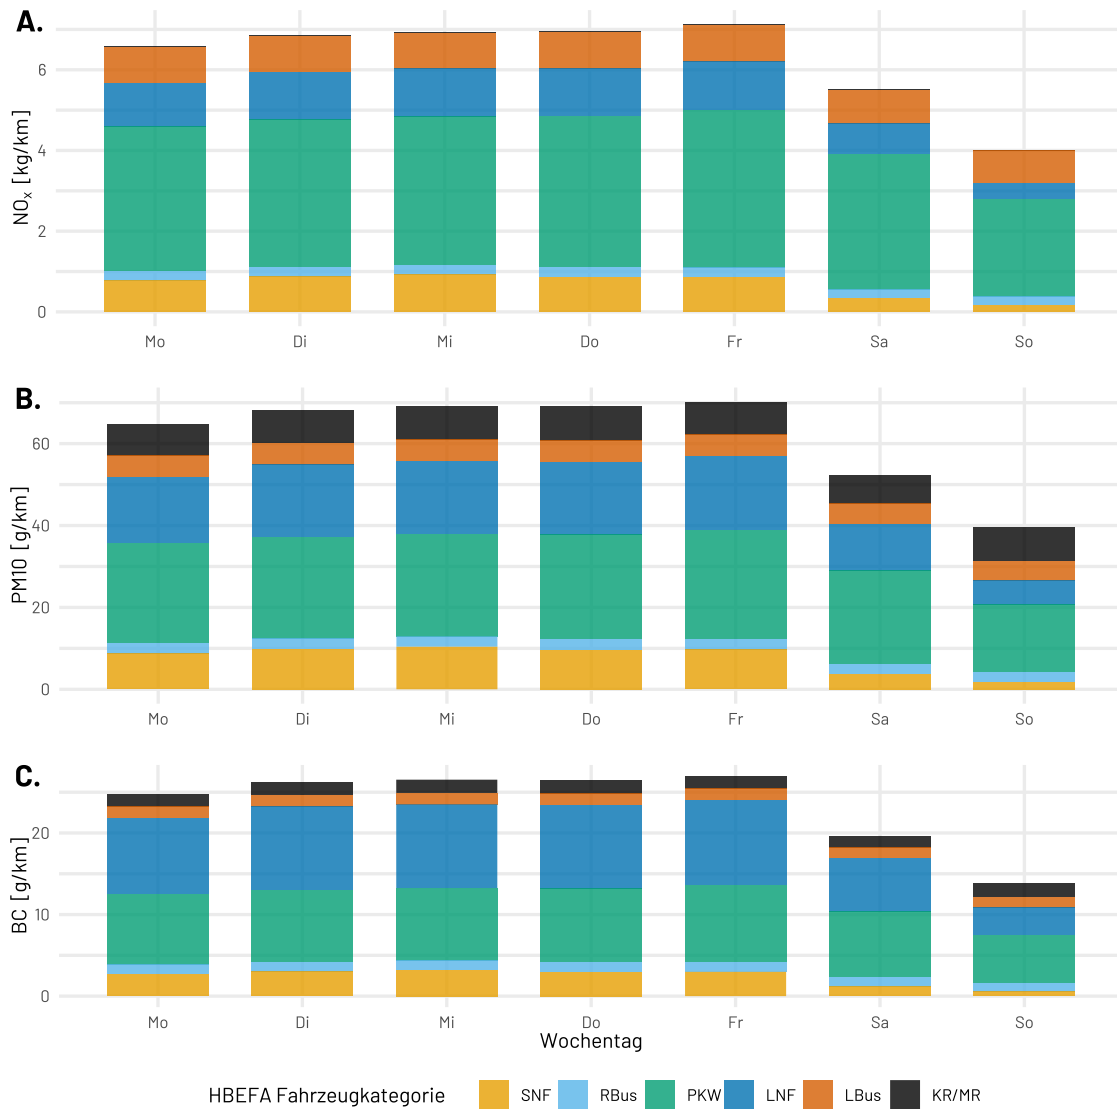 A.
NOx [kg/km]
6
4
2
0
Mo Di Mi Do Fr Sa So
B.
PM10 [g/km]
60
40
20
0
Mo Di Mi Do Fr Sa So
C.
BC [g/km]
20
10
0
Mo Di Mi Do Fr Sa So
Wochentag
HBEFA Fahrzeugkategorie SNF RBus PKW LNF LBus KR/MR